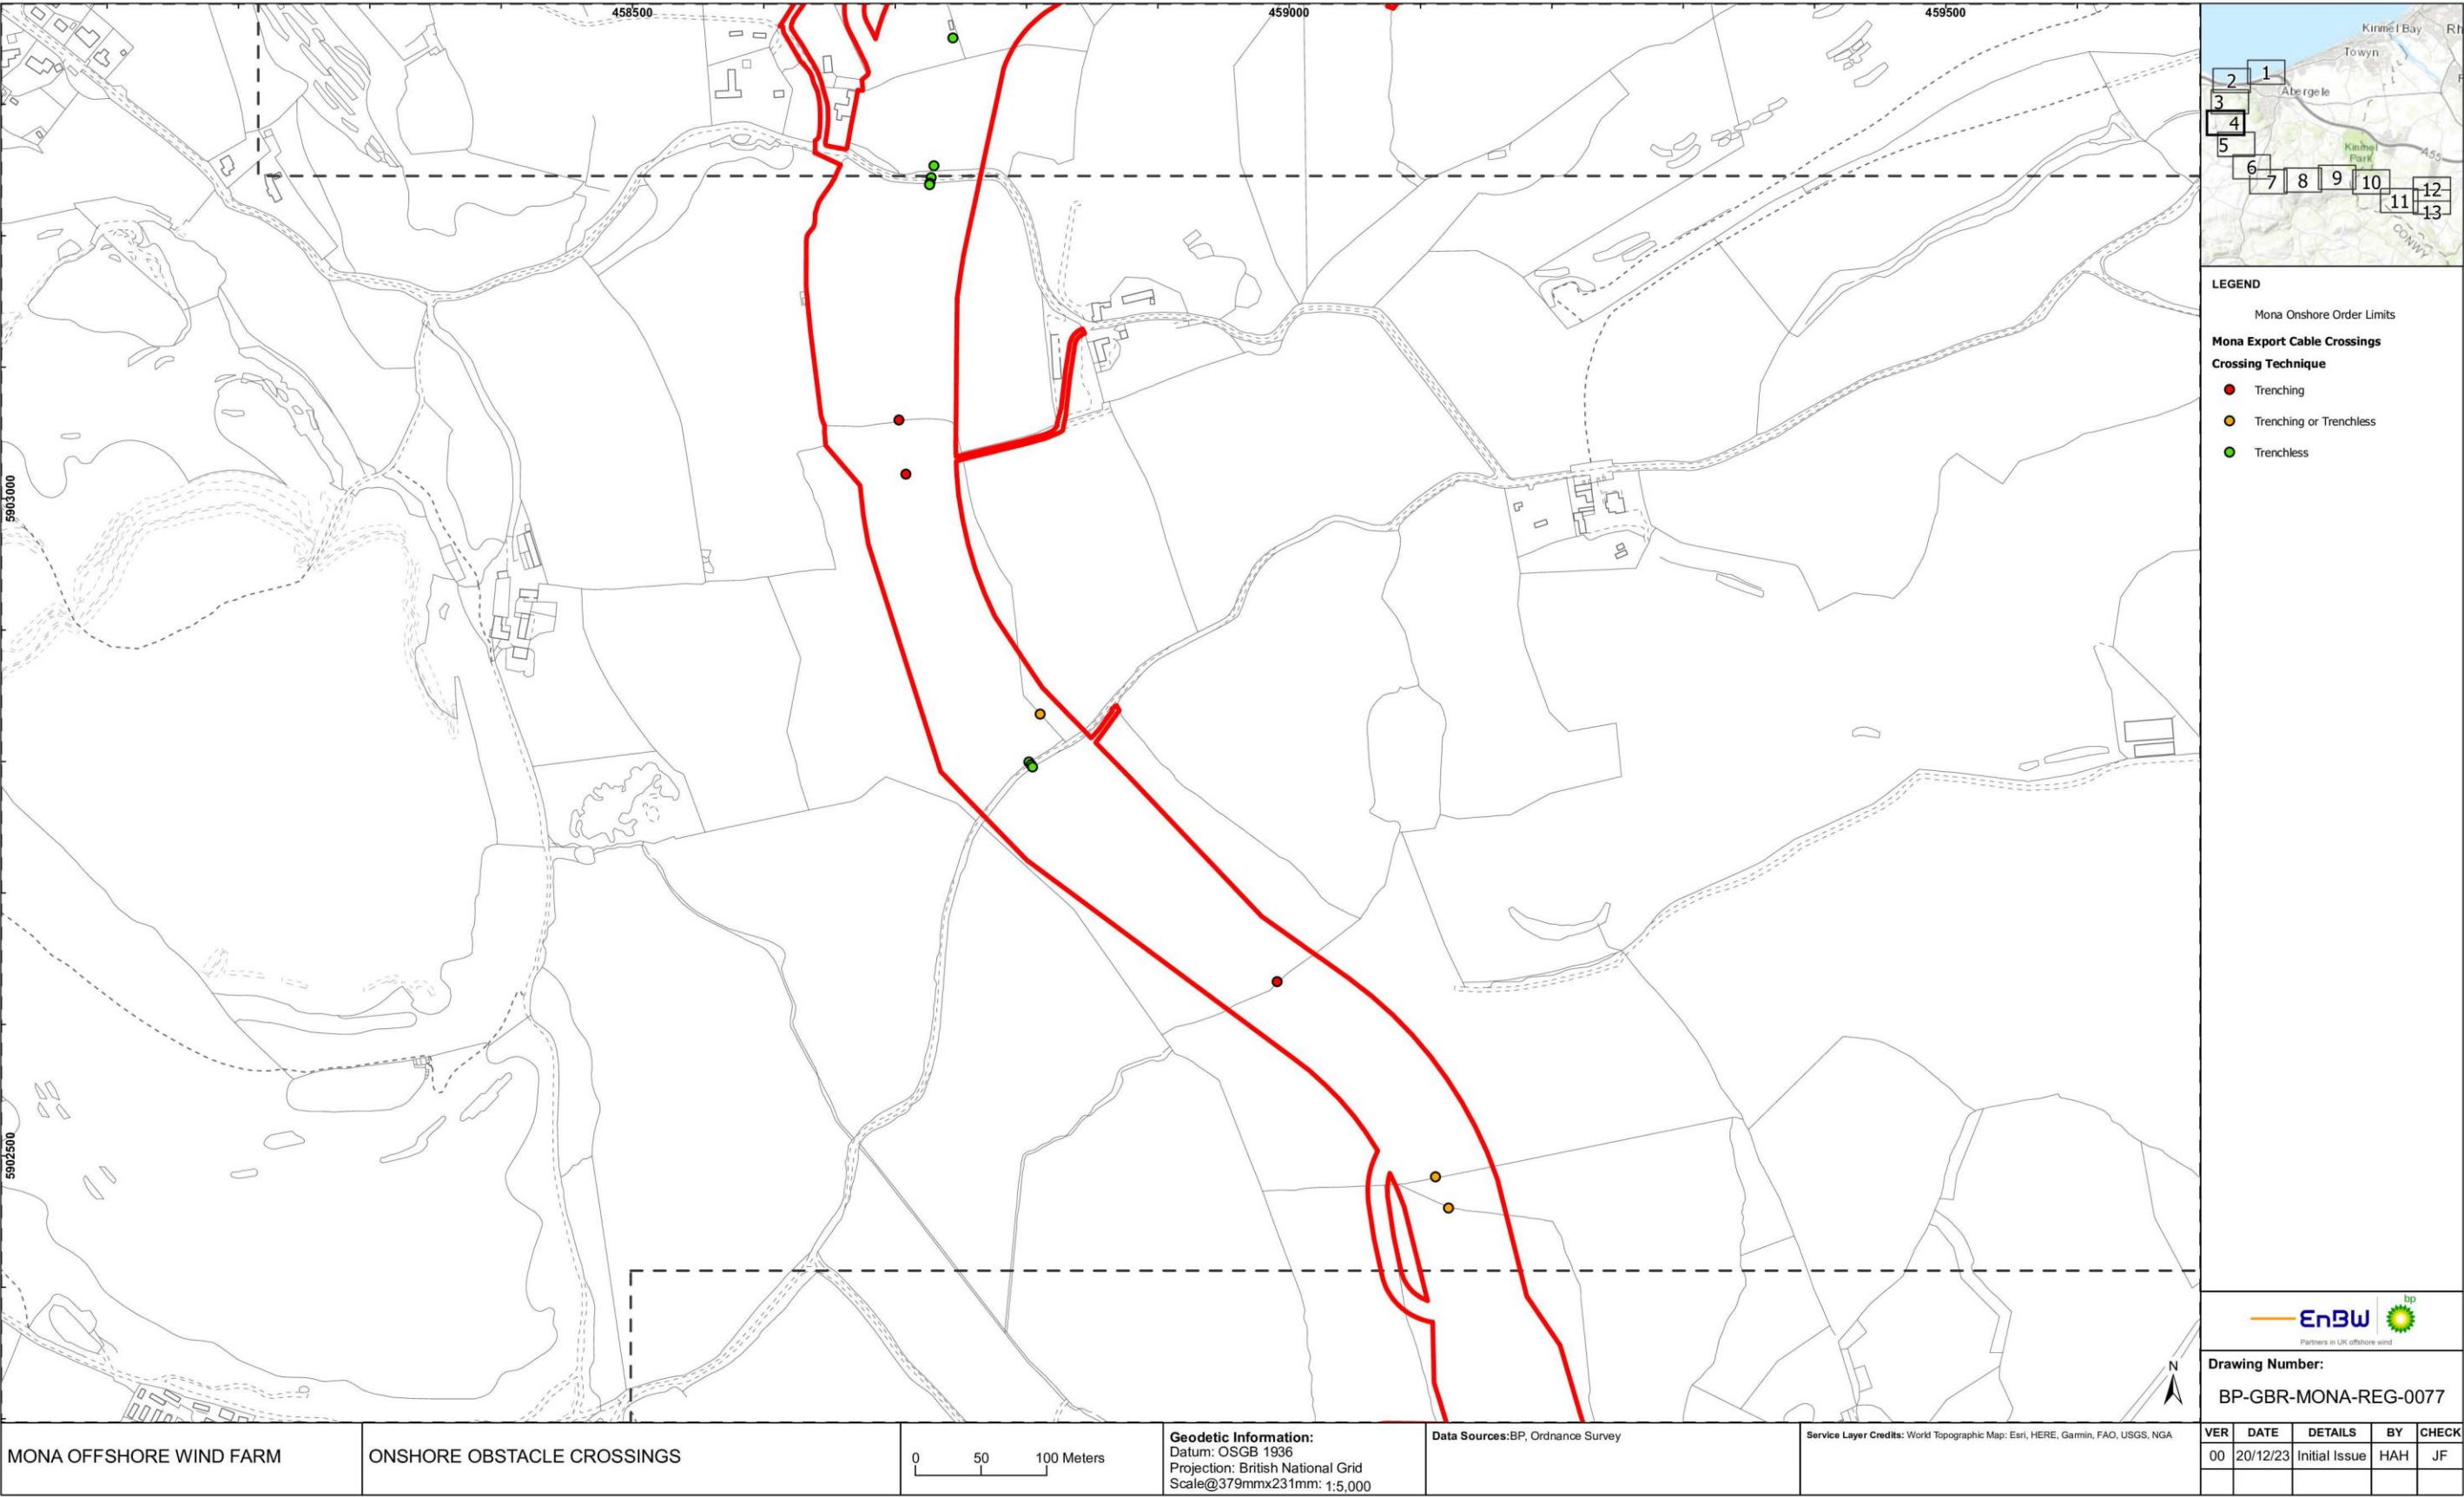 458500
459000
459500
5903000
5902500
Kinmel Bay
Rh
Towyn
Abergele
Kinmel
Park
A55
CONWY
1
2
3
4
5
6
7
8
9
10
11
12
13
LEGEND
Mona Onshore Order Limits
Mona Export Cable Crossings
Crossing Technique
Trenching
Trenching or Trenchless
Trenchless
EnBW
bp
Partners in UK offshore wind
N
Drawing Number:
BP-GBR-MONA-REG-0077
VER DATE DETAILS BY CHECK
00 20/12/23 Initial Issue HAH JF
MONA OFFSHORE WIND FARM
ONSHORE OBSTACLE CROSSINGS
0 50 100 Meters
Geodetic Information:
Datum: OSGB 1936
Projection: British National Grid
Scale@379mmx231mm: 1:5,000
Data Sources:BP, Ordnance Survey
Service Layer Credits: World Topographic Map: Esri, HERE, Garmin, FAO, USGS, NGA